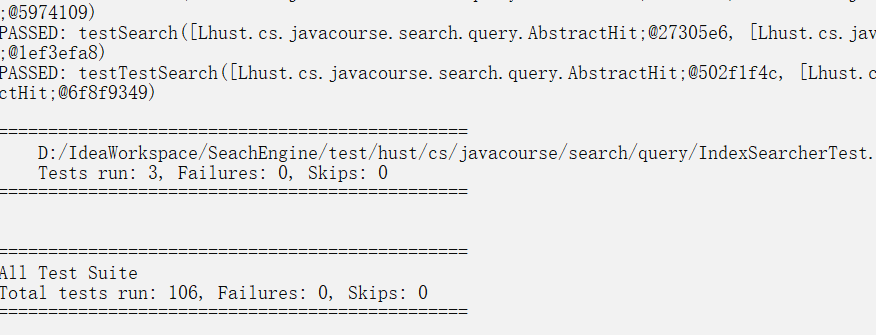 ;@5974109)
PASSED: testSearch([Lhust.cs.javacourse.search.query.AbstractHit;@27305e6, [Lhust.cs.jav
;@1ef3efa8)
PASSED: testTestSearch([Lhust.cs.javacourse.search.query.AbstractHit;@502f1f4c, [Lhust.c
ctHit;@6f8f9349)
===============================================
D:/IdeaWorkspace/SeachEngine/test/hust/cs/javacourse/search/query/IndexSearcherTest.
Tests run: 3, Failures: 0, Skips: 0
===============================================
===============================================
All Test Suite
Total tests run: 106, Failures: 0, Skips: 0
===============================================